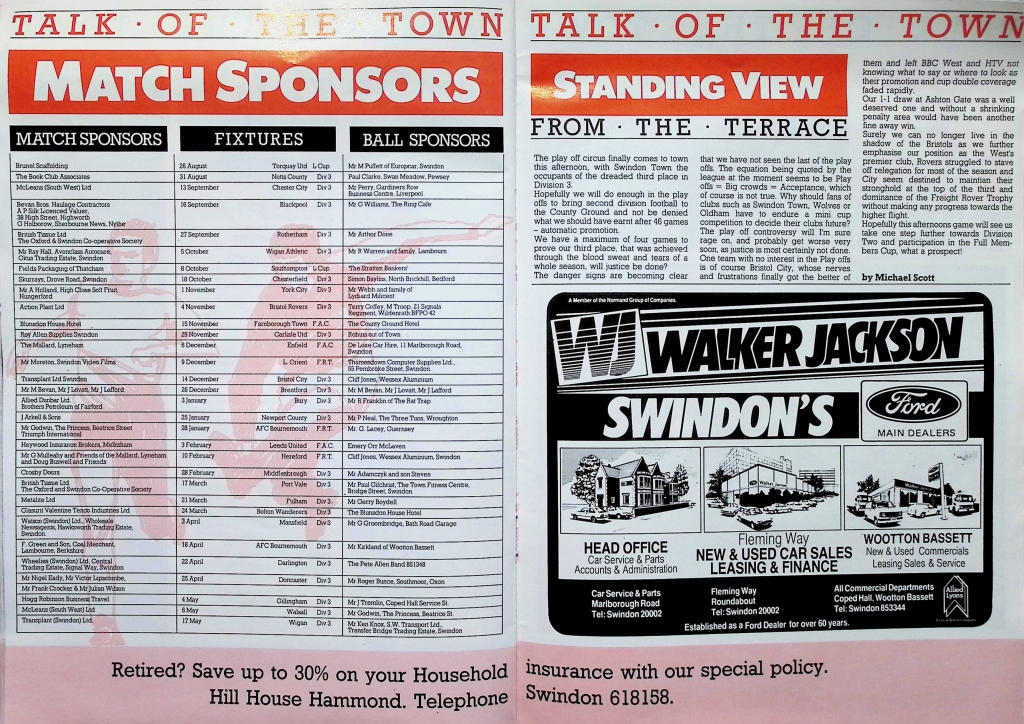 TALK · OF · THE · TOWN
MATCH SPONSORS
MATCH SPONSORS FIXTURES BALL SPONSORS
Brunel Scaffolding 26 August Torquay Utd L Cup Mr M Puffett of Europcar, Swindon
The Book Club Associates 31 August Notts County Div 3 Paul Clarke, Swan Meadow, Pewsey
McLeans (South West) Ltd 13 September Chester City Div 3 Mr Perry, Gardiners Row
Business Centre, Liverpool
Bevan Bros. Haulage Contractors 16 September Blackpool Div 3 Mr G Williams, The Ring Cafe
A P Silk Licenced Valuer,
38 High Street, Highworth
G Holborow, Sherbourne News, Nythe
British Tissue Ltd 27 September Rotherham Div 3 Mr Arthur Done
The Oxford & Swindon Co-operative Society
Mr Ray Hall, Avonclass Autocare, 5 October Wigan Athletic Div 3 Mr R Warren and family, Lambourn
Okus Trading Estate, Swindon
Fields Packaging of Thatcham 8 October Southampton L Cup 'The Stratton Bankers'
Skurrays, Drove Road, Swindon 18 October Chesterfield Div 3 Simon Bayliss, North Bickhill, Bedford
Mr A Holland, High Close Soft Fruit, 1 November York City Div 3 Mr Webb and family of
Hungerford Lydiard Milicent
Action Plant Ltd 4 November Bristol Rovers Div 3 Terry Coffey, M Troop, 21 Signals
Regiment, Wildenrath BFPO 42
Blunsdon House Hotel 15 November Farnborough Town F.A.C. The County Ground Hotel
Roy Allen Supplies Swindon 29 November Carlisle Utd Div 3 Robins out of Town
The Mallard, Lyneham 6 December Enfield F.A.C. De Luxe Car Hire, 11 Marlborough Road,
Swindon
Mr Moreton, Swindon Video Films 9 December L. Orient F.R.T. Thamesdown Computer Supplies Ltd.,
55 Pembroke Street, Swindon
Transplant Ltd Swindon 14 December Bristol City Div 3 Cliff Jones, Wessex Aluminium
Mr M Bevan, Mr J Lovatt, Mr J Lafford 26 December Brentford Div 3 Mr M Bevan, Mr J Lovatt, Mr J Lafford
Allied Dunbar Ltd. 3 January Bury Div 3 Mr R Franklin of The Rat Trap
Brothers Petroleum of Fairford
J Arkell & Sons 25 January Newport County Div 3 Mr P Neal, The Three Tuns, Wroughton
Mr Godwin, The Princess, Beatrice Street 28 January AFC Bournemouth F.R.T. Mr. G. Lacey, Guernsey
Triumph International
Heywood Insurance Brokers, Melksham 3 February Leeds United F.A.C. Emery Orr McLaven
Mr G Mulleahy and Friends of the Mallard, Lyneham 10 February Hereford F.R.T. Cliff Jones, Wessex Aluminium, Swindon
and Doug Buswell and Friends
Crosby Doors 28 February Middlesbrough Div 3 Mr Adamczyk and son Steven
British Tissue Ltd. 17 March Port Vale Div 3 Mr Paul Gilchrist, The Town Fitness Centre,
The Oxford and Swindon Co-Operative Society Bridge Street, Swindon
Metalite Ltd 21 March Fulham Div 3. Mr Gerry Boydell
Glasurit Valentine Tenco Industries Ltd 24 March Bolton Wanderers Div 3 The Blunsdon House Hotel
Watson (Swindon) Ltd., Wholesale 3 April Mansfield Div 3 Mr G Groombridge, Bath Road Garage
Newsagents, Hawksworth Trading Estate,
Swindon
F. Green and Son, Coal Merchant, 18 April AFC Bournemouth Div 3 Mr Kirkland of Wootton Bassett
Lambourne, Berkshire
Wheelies (Swindon) Ltd, Central 22 April Darlington Div 3 The Pete Allen Band 851348
Trading Estate, Signal Way, Swindon
Mr Nigel Eady, Mr Victor Lipscombe, 25 April Doncaster Div 3 Mr Roger Bunce, Southmoor, Oxon
Mr Frank Crocker & Mr Julian Wilson
Hogg Robinson Business Travel 4 May Gillingham Div 3 Mr J Tremlin, Coped Hall Service St.
McLeans (South West) Ltd 6 May Walsall Div 3 Mr Godwin, The Princess, Beatrice St.
Transplant (Swindon) Ltd. 17 May Wigan Div 3 Mr Ken Knox, S.W. Transport Ltd.,
Transfer Bridge Trading Estate, Swindon
Retired? Save up to 30% on your Household
Hill House Hammond. Telephone
TALK · OF · THE · TOWN
STANDING VIEW
FROM · THE · TERRACE
The play of circus finally comes to town
this afternoon, with Swindon Town the
occupants of the dreaded third place in
Division 3.
Hopefully we will do enough in the play
offs to bring second division football to
the County Ground and not be denied
what we should have earned after 46 games
– automatic promotion.
We have a maximum of four games to
prove our third place, that was achieved
through the blood sweat and tears of a
whole season, will justice be done?
The danger signs are becoming clear
that we have not seen the last of the play
offs. The equation being quoted by the
league at the moment seems to be Play
offs = Big crowds = Acceptance, which
of course is not true. Why should fans of
clubs such as Swindon Town, Wolves or
Oldham have to endure a mini cup
competition to decide their clubs future?
The play off controversy will I'm sure
rage on, and probably get worse very
soon, as justice is most certainly not done.
One team with no interest in the Play offs
is of course Bristol City, whose nerves
and frustrations finally got the better of
them and left BBC West and HTV not
knowing what to say or where to look as
their promotion and cup double coverage
faded rapidly.
Our 1-1 draw at Ashton Gate was a well
deserved one and without a shrinking
penalty area would have been another
fine away win.
Surely we can no longer live in the
shadow of the Bristols as we further
emphasise our position as the West's
premier club, Rovers struggled to stave
off relegation for most of the season and
City seem destined to maintain their
stronghold at the top of the third and
dominance of the Freight Rover Trophy
without making any progress towards the
higher flight.
Hopefully this afternoons game will see us
take one step further towards Division
Two and participation in the Full Mem-
bers Cup, what a prospect!
by Michael Scott
A Member of the Normand Group of Companies.
WJ WALKER JACKSON
SWINDON'S
Ford
MAIN DEALERS
Walker Jackson
HEAD OFFICE
Car Service & Parts
Accounts & Administration
Fleming Way
NEW & USED CAR SALES
LEASING & FINANCE
WOOTTON BASSETT
New & Used Commercials
Leasing Sales & Service
Car Service & Parts
Marlborough Road
Tel: Swindon 20002
Fleming Way
Roundabout
Tel: Swindon 20002
All Commercial Departments
Coped Hall, Wootton Bassett
Tel: Swindon 853344
Allied
Lyons
Established as a Ford Dealer for over 60 years.
insurance with our special policy.
Swindon 618158.